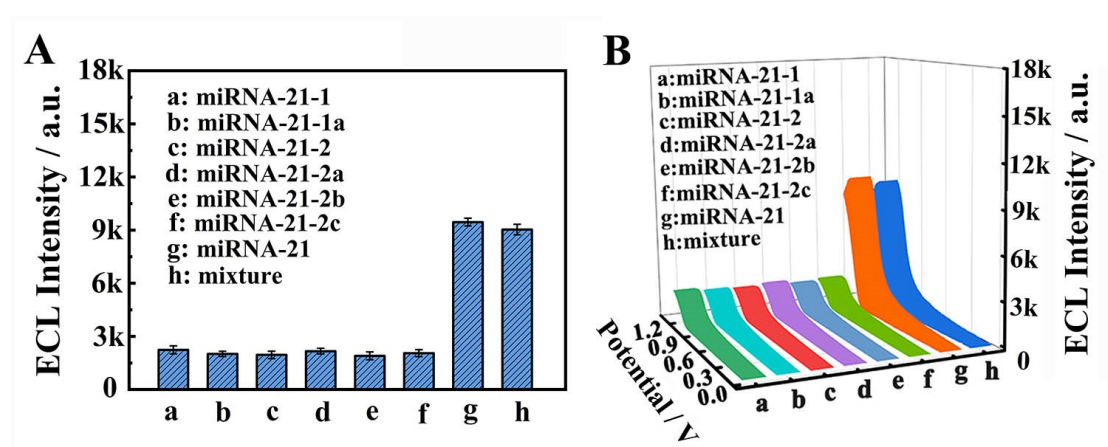 A
ECL Intensity / a.u.
18k
15k
12k
9k
6k
3k
0
a: miRNA-21-1
b: miRNA-21-1a
c: miRNA-21-2
d: miRNA-21-2a
e: miRNA-21-2b
f: miRNA-21-2c
g: miRNA-21
h: mixture
a b c d e f g h
B
a:miRNA-21-1
b:miRNA-21-1a
c:miRNA-21-2
d:miRNA-21-2a
e:miRNA-21-2b
f:miRNA-21-2c
g:miRNA-21
h:mixture
18k
15k
12k
9k
6k
3k
0
ECL Intensity / a.u.
1.2
0.9
0.6
0.3
0.0
Potential / V
a b c d e f g h